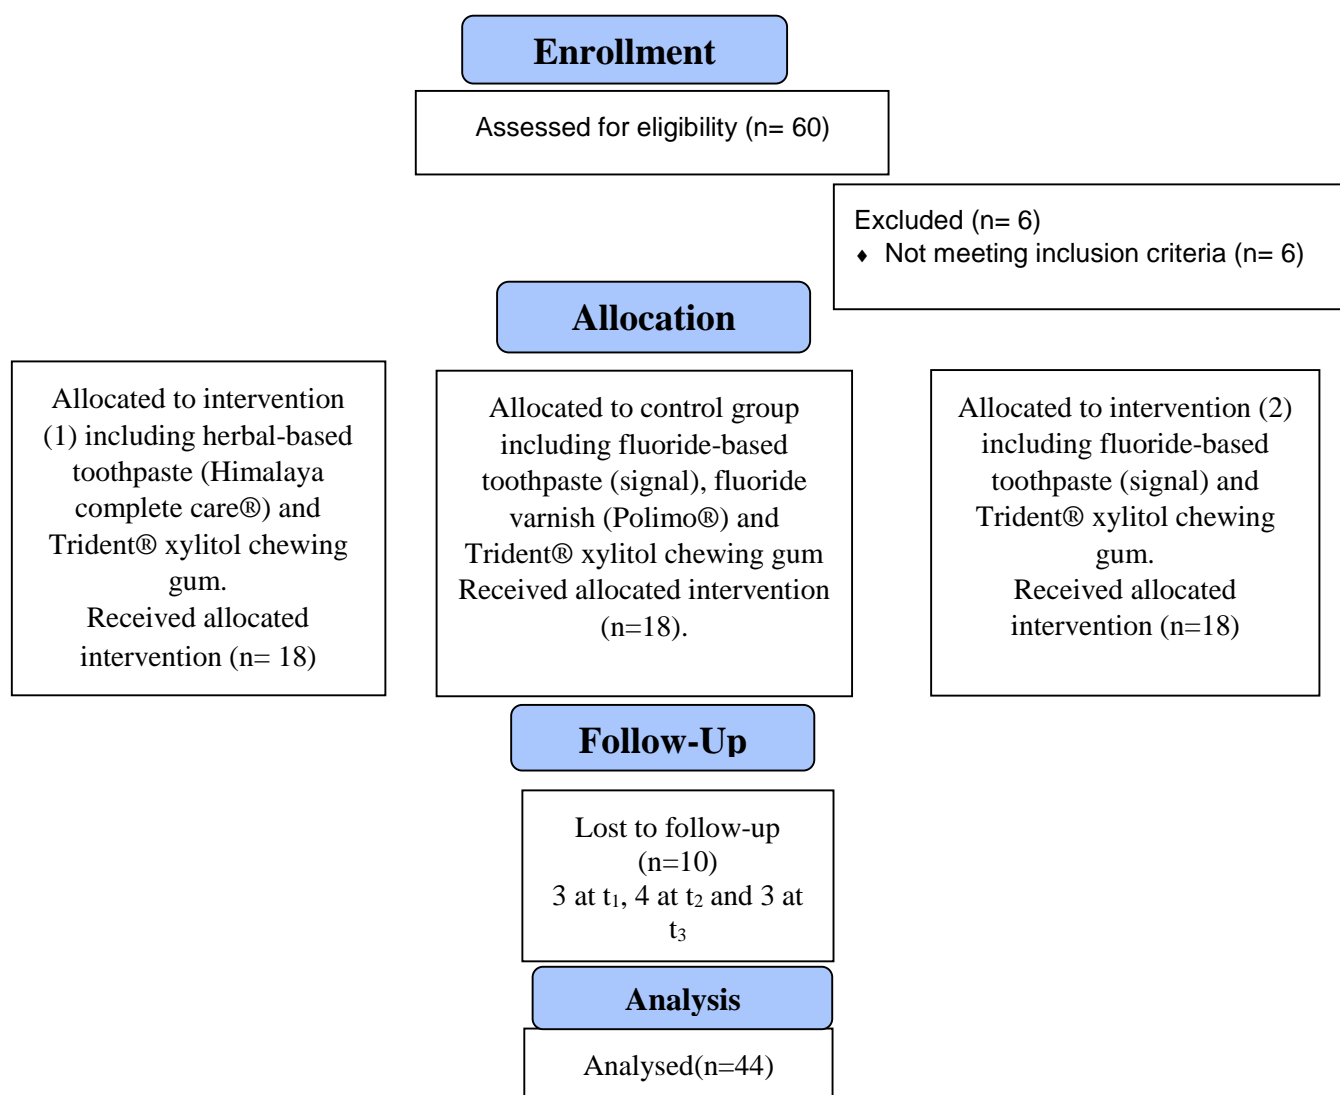 Enrollment
Assessed for eligibility (n= 60)
Excluded (n= 6)
♦ Not meeting inclusion criteria (n= 6)
Allocation
Allocated to intervention
(1) including herbal-based
toothpaste (Himalaya
complete care®) and
Trident® xylitol chewing
gum.
Received allocated
intervention (n= 18)
Allocated to control group
including fluoride-based
toothpaste (signal), fluoride
varnish (Polimo®) and
Trident® xylitol chewing gum
Received allocated intervention
(n=18).
Allocated to intervention (2)
including fluoride-based
toothpaste (signal) and
Trident® xylitol chewing
gum.
Received allocated
intervention (n=18)
Follow-Up
Lost to follow-up
(n=10)
3 at t₁, 4 at t₂ and 3 at
t₃
Analysis
Analysed(n=44)